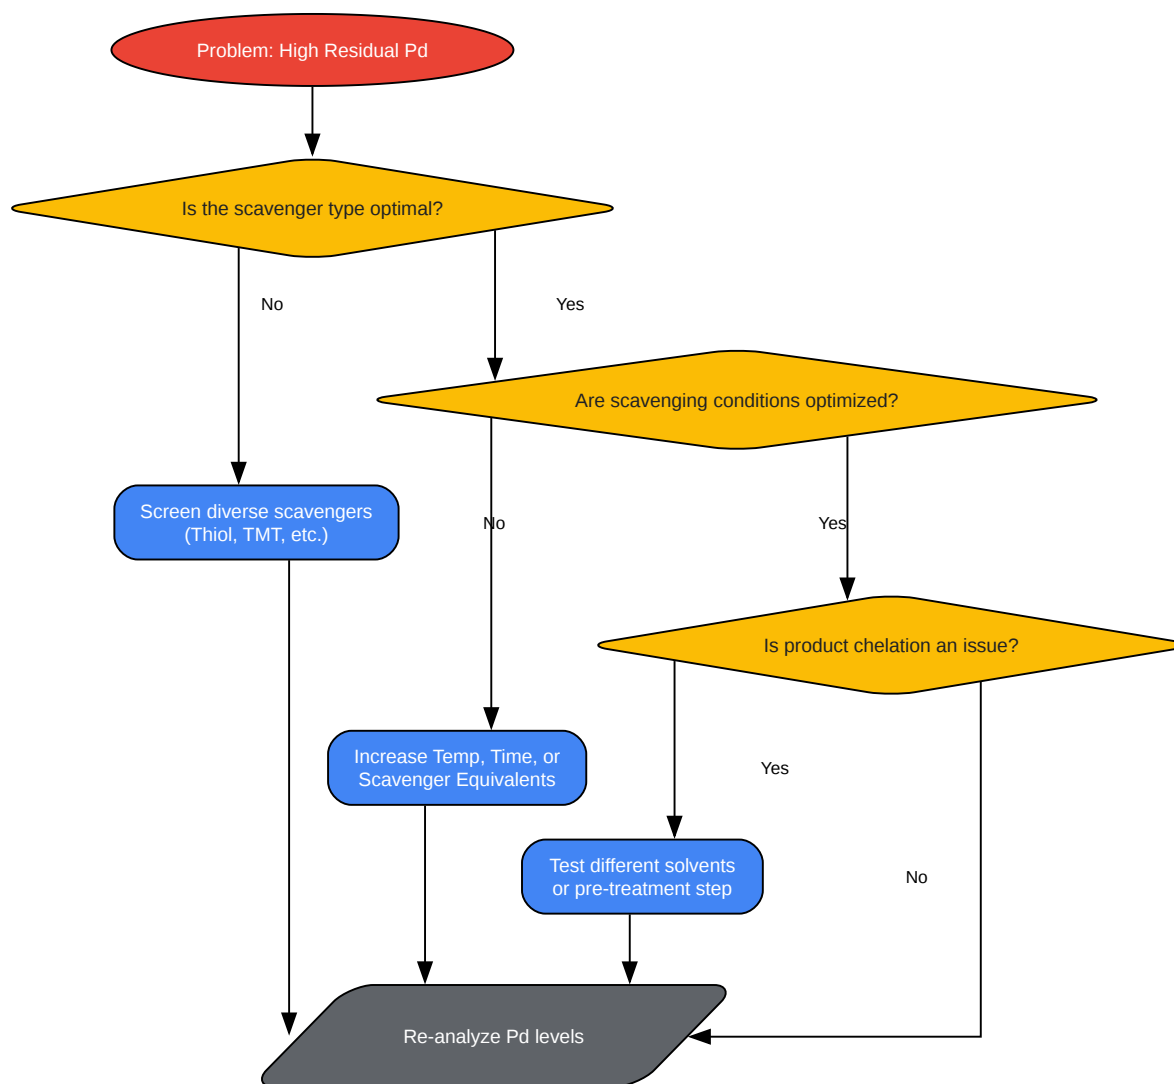 Problem: High Residual Pd
Is the scavenger type optimal?
No
Yes
Are scavenging conditions optimized?
Screen diverse scavengers
(Thiol, TMT, etc.)
No
Yes
Is product chelation an issue?
Increase Temp, Time, or
Scavenger Equivalents
Yes
Test different solvents
or pre-treatment step
No
Re-analyze Pd levels